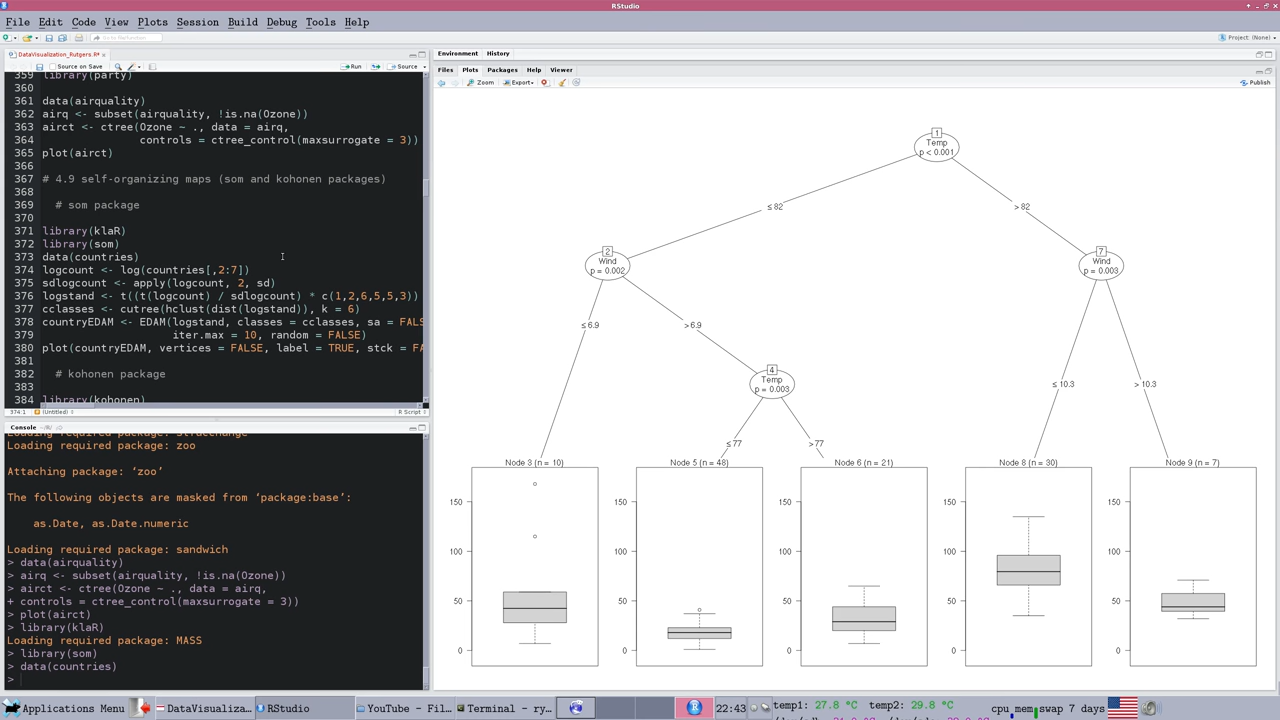 RStudio
File Edit Code View Plots Session Build Debug Tools Help
Go to file/function
Project: (None)
DataVisualization_Rutgers.R* ×
Source on Save
Run
Source
359 library(party)
360
361 data(airquality)
362 airq <- subset(airquality, !is.na(Ozone))
363 airct <- ctree(Ozone ~ ., data = airq,
364 controls = ctree_control(maxsurrogate = 3))
365 plot(airct)
366
367 # 4.9 self-organizing maps (som and kohonen packages)
368
369 # som package
370
371 library(klaR)
372 library(som)
373 data(countries)
374 logcount <- log(countries[,2:7])
375 sdlogcount <- apply(logcount, 2, sd)
376 logstand <- t((t(logcount) / sdlogcount) * c(1,2,6,5,5,3))
377 cclasses <- cutree(hclust(dist(logstand)), k = 6)
378 countryEDAM <- EDAM(logstand, classes = cclasses, sa = FALS
379 iter.max = 10, random = FALSE)
380 plot(countryEDAM, vertices = FALSE, label = TRUE, stck = FA
381
382 # kohonen package
383
384 library(kohonen)
374:1 (Untitled) R Script
Console ~/R/
Loading required package: strucchange
Loading required package: zoo
Attaching package: ‘zoo’
The following objects are masked from ‘package:base’:
as.Date, as.Date.numeric
Loading required package: sandwich
> data(airquality)
> airq <- subset(airquality, !is.na(Ozone))
> airct <- ctree(Ozone ~ ., data = airq,
+ controls = ctree_control(maxsurrogate = 3))
> plot(airct)
> library(klaR)
Loading required package: MASS
> library(som)
> data(countries)
>
Environment History
Files Plots Packages Help Viewer
Zoom Export Publish
1
Temp
p < 0.001
≤ 82 > 82
2
Wind
p = 0.002
7
Wind
p = 0.003
≤ 6.9 > 6.9
4
Temp
p = 0.003
≤ 10.3 > 10.3
≤ 77 > 77
Node 3 (n = 10)
150
100
50
0
Node 5 (n = 48)
150
100
50
0
Node 6 (n = 21)
150
100
50
0
Node 8 (n = 30)
150
100
50
0
Node 9 (n = 7)
150
100
50
0
Applications Menu DataVisualiza... RStudio YouTube - Fil... Terminal - ry... 22:43 temp1: 27.8 °C temp2: 29.8 °C cpu mem swap 7 days